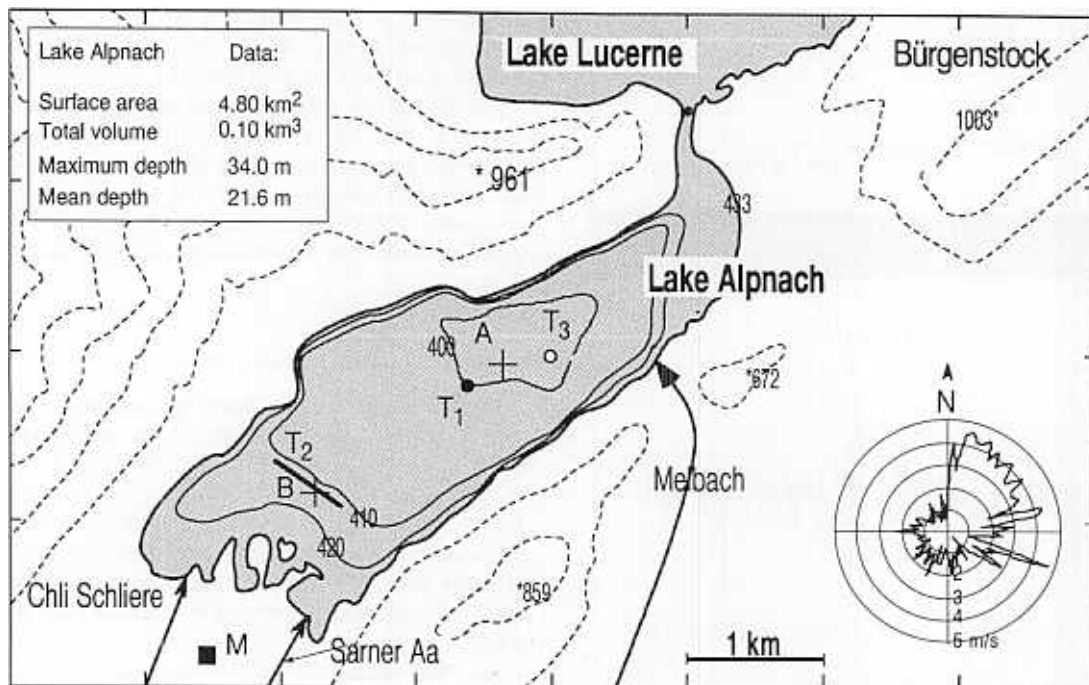 Lake Alpnach Data:
Surface area 4.80 km2
Total volume 0.10 km3
Maximum depth 34.0 m
Mean depth 21.6 m
Lake Lucerne
Bürgenstock
1003*
* 961
433
Lake Alpnach
A
T3
400
T1
*672
N
T2
B
410
420
Melbach
Chli Schliere
*859
M
Sarner Aa
1 km
2
3
4
5 m/s